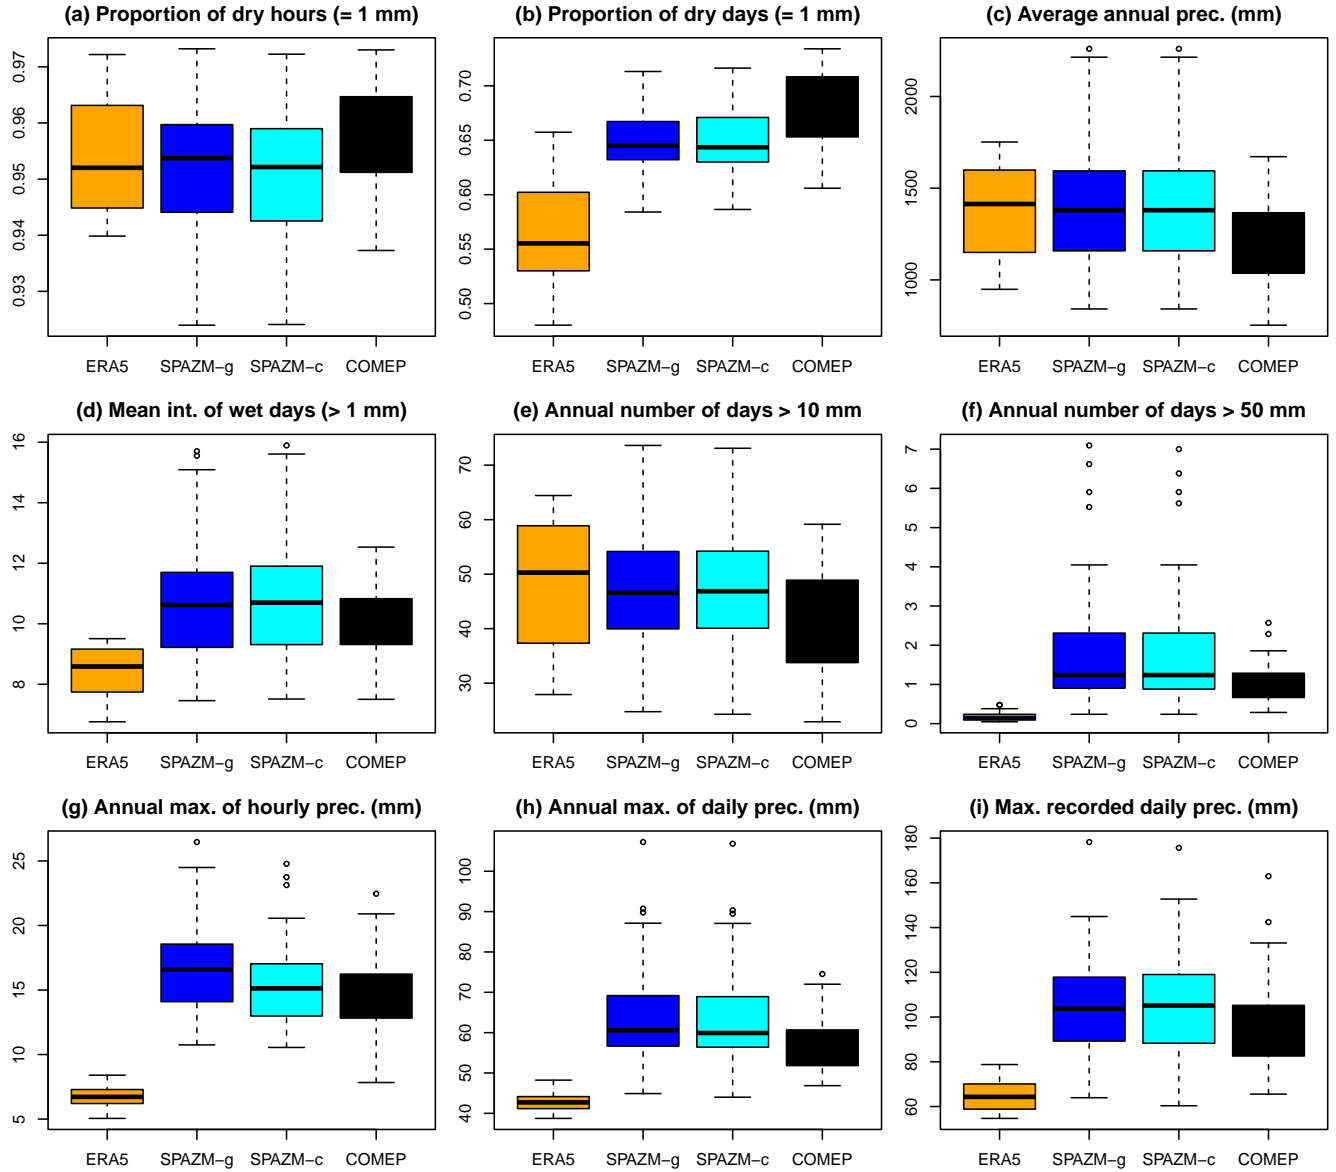 (a) Proportion of dry hours (= 1 mm)
0.97
0.96
0.95
0.94
0.93
ERA5 SPAZM−g SPAZM−c COMEP
(b) Proportion of dry days (= 1 mm)
0.70
0.65
0.60
0.55
0.50
ERA5 SPAZM−g SPAZM−c COMEP
(c) Average annual prec. (mm)
2000
1500
1000
ERA5 SPAZM−g SPAZM−c COMEP
(d) Mean int. of wet days (> 1 mm)
16
14
12
10
8
ERA5 SPAZM−g SPAZM−c COMEP
(e) Annual number of days > 10 mm
70
60
50
40
30
ERA5 SPAZM−g SPAZM−c COMEP
(f) Annual number of days > 50 mm
7
6
5
4
3
2
1
0
ERA5 SPAZM−g SPAZM−c COMEP
(g) Annual max. of hourly prec. (mm)
25
20
15
10
5
ERA5 SPAZM−g SPAZM−c COMEP
(h) Annual max. of daily prec. (mm)
100
90
80
70
60
50
40
ERA5 SPAZM−g SPAZM−c COMEP
(i) Max. recorded daily prec. (mm)
180
160
140
120
100
80
60
ERA5 SPAZM−g SPAZM−c COMEP